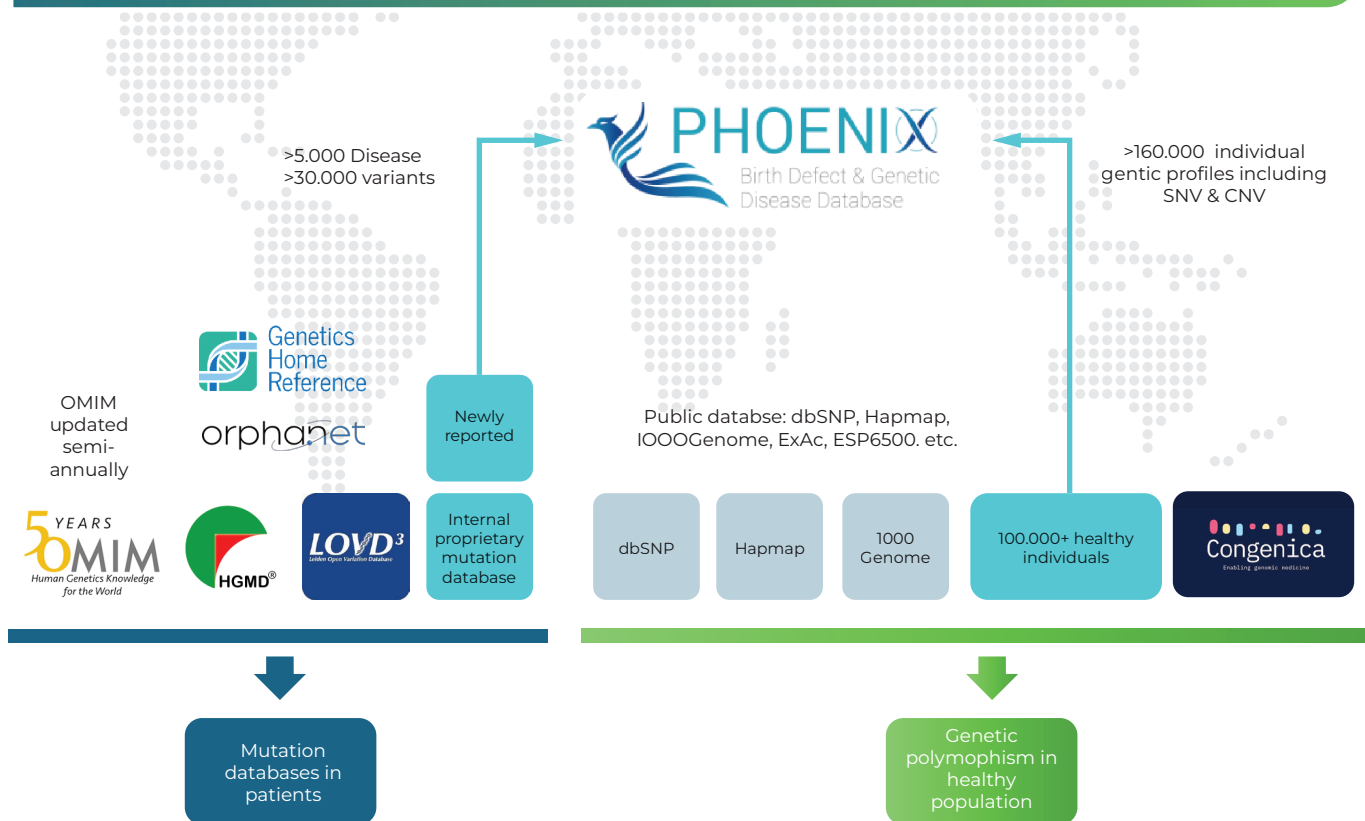 PHOENIX
Birth Defect & Genetic
Disease Database
>5.000 Disease
>30.000 variants
>160.000 individual
gentic profiles including
SNV & CNV
Genetics
Home
Reference
orphanet
OMIM
updated
semi-
annually
Newly
reported
Public databse: dbSNP, Hapmap,
IOOOGenome, ExAc, ESP6500. etc.
50 YEARS
OMIM
Human Genetics Knowledge
for the World
HGMD®
LOVD³
Leiden Open Variation Database
Internal
proprietary
mutation
database
dbSNP
Hapmap
1000
Genome
100.000+ healthy
individuals
Congenica
Enabling genomic medicine
Mutation
databases in
patients
Genetic
polymophism in
healthy
population